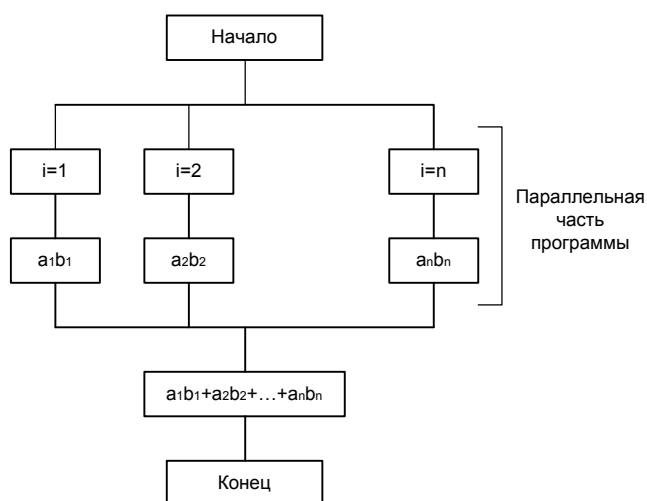 Начало
i=1 i=2 i=n
Параллельная
часть
программы
a₁b₁ a₂b₂ aₙbₙ
a₁b₁+a₂b₂+…+aₙbₙ
Конец